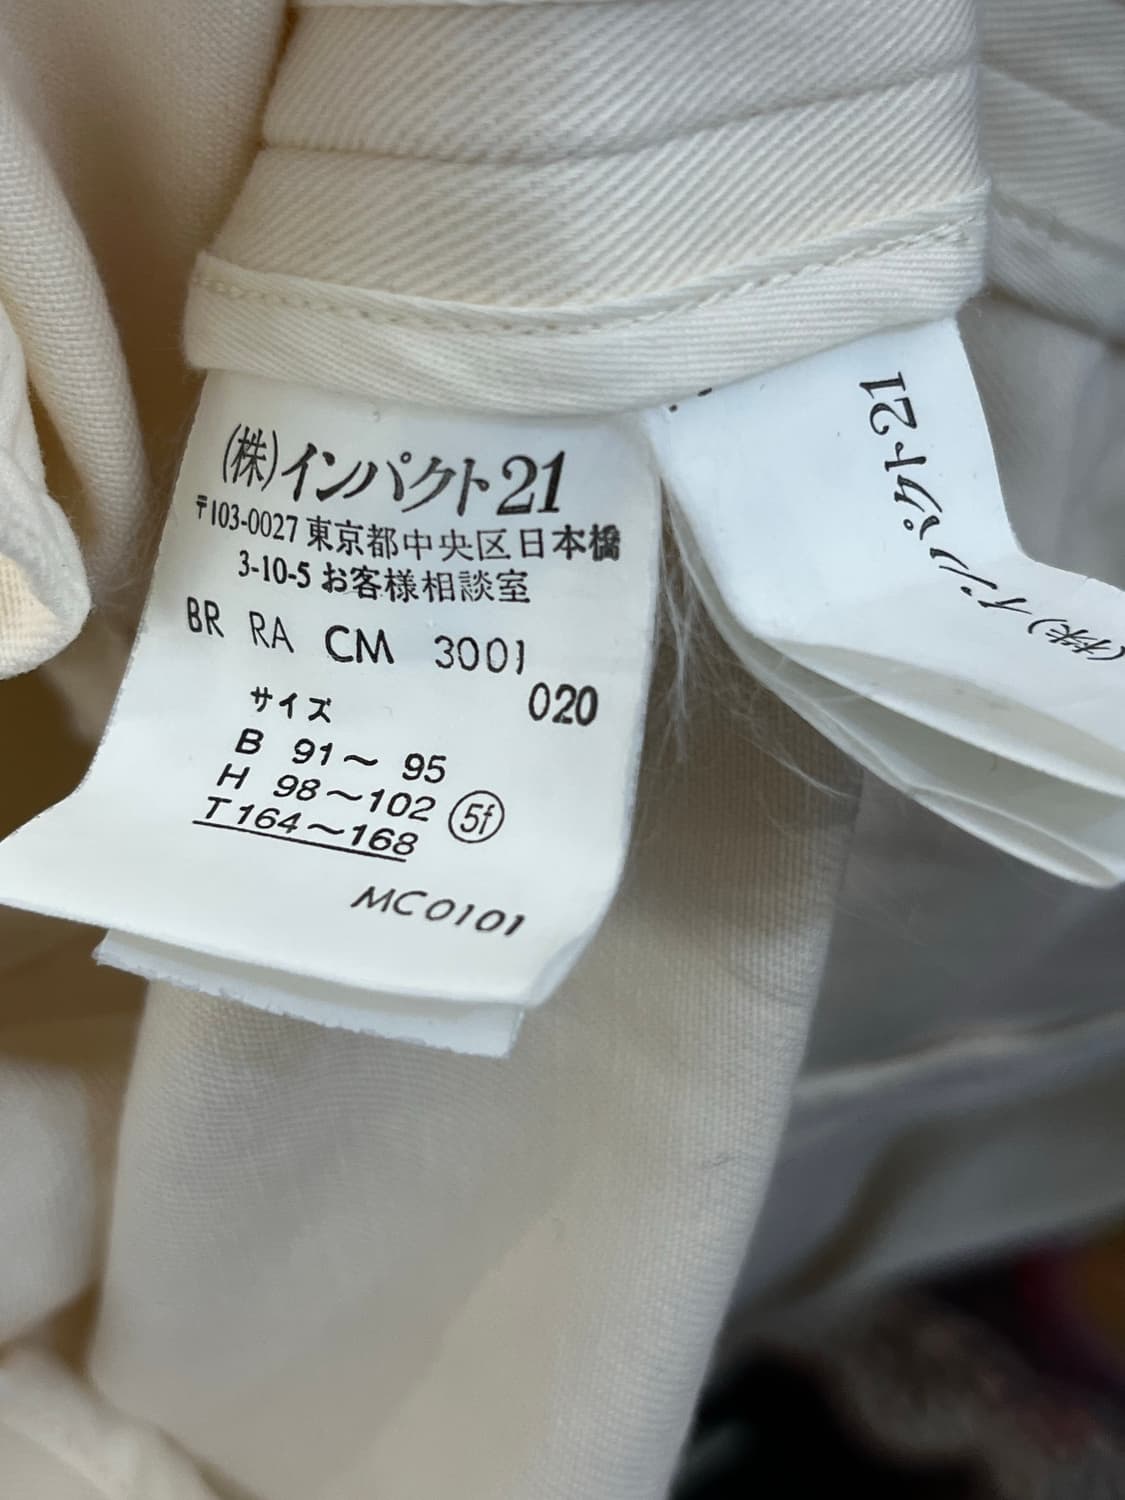 (株)インパクト21
〒103-0027 東京都中央区日本橋
3-10-5 お客様相談室
BR RA CM 3001
020
サイズ
B 91～ 95
H 98～102
T 164～168
5f
MC0101
(株)インパクト21